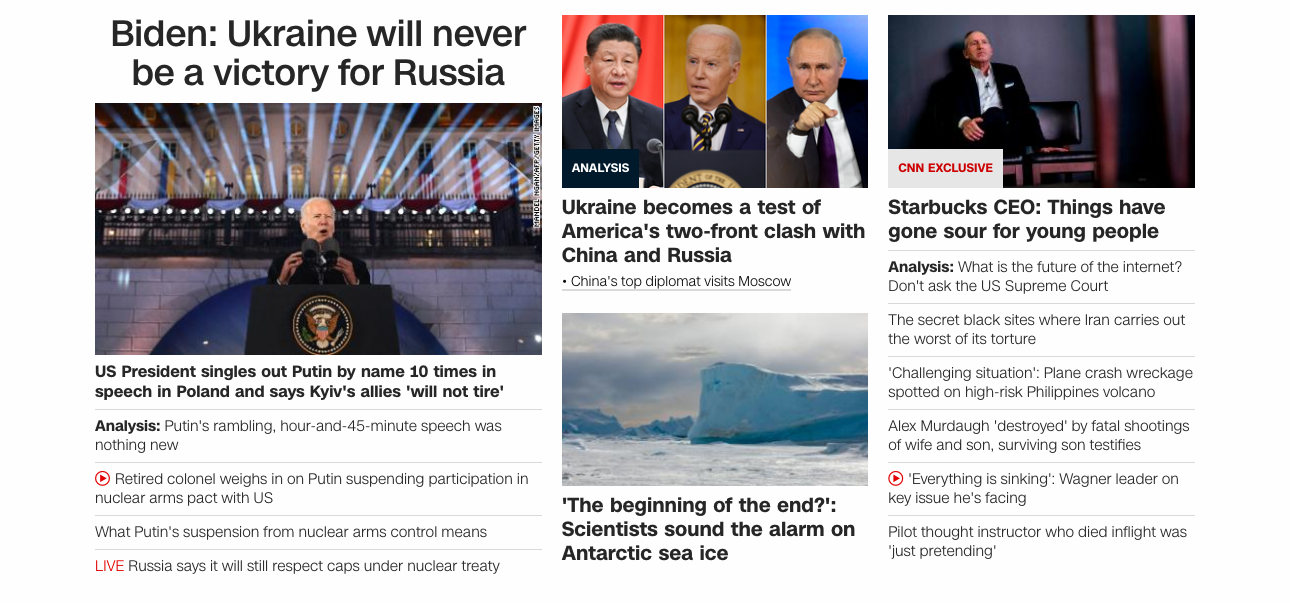 Biden: Ukraine will never
be a victory for Russia
MANDEL NGAN/AFP/GETTY IMAGES
US President singles out Putin by name 10 times in
speech in Poland and says Kyiv's allies 'will not tire'
Analysis: Putin's rambling, hour-and-45-minute speech was
nothing new
Retired colonel weighs in on Putin suspending participation in
nuclear arms pact with US
What Putin's suspension from nuclear arms control means
LIVE Russia says it will still respect caps under nuclear treaty
ANALYSIS
Ukraine becomes a test of
America's two-front clash with
China and Russia
• China's top diplomat visits Moscow
'The beginning of the end?':
Scientists sound the alarm on
Antarctic sea ice
CNN EXCLUSIVE
Starbucks CEO: Things have
gone sour for young people
Analysis: What is the future of the internet?
Don't ask the US Supreme Court
The secret black sites where Iran carries out
the worst of its torture
'Challenging situation': Plane crash wreckage
spotted on high-risk Philippines volcano
Alex Murdaugh 'destroyed' by fatal shootings
of wife and son, surviving son testifies
'Everything is sinking': Wagner leader on
key issue he's facing
Pilot thought instructor who died inflight was
'just pretending'